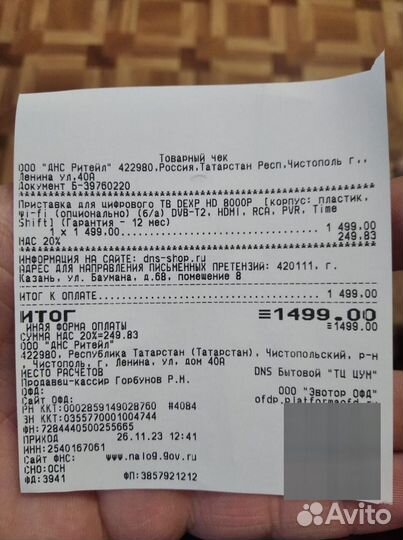 Товарный чек
ООО "ДНС Ритейл" 422980,Россия,Татарстан Респ,Чистополь г.,
Ленина ул,40А
Документ Б-39760220
Приставка для цифрового ТВ DEXP HD 8000P [корпус: пластик,
wi-fi (опционально) (б/а) DVB-T2, HDMI, RCA, PVR, Time
Shift] (Гарантия - 12 мес)
1 x 1 499.00 1 499.00
НДС 20% 249.83
ИНФОРМАЦИЯ НА САЙТЕ: dns-shop.ru
АДРЕС ДЛЯ НАПРАВЛЕНИЯ ПИСЬМЕННЫХ ПРЕТЕНЗИЙ: 420111, г.
Казань, ул. Баумана, д.68, помещение 8
ИТОГ К ОПЛАТЕ 1 499.00
ИТОГ ≡1499.00
ИНАЯ ФОРМА ОПЛАТЫ ≡1499.00
СУММА НДС 20%=249.83
ООО "ДНС Ритейл"
422980, Республика Татарстан (Татарстан), Чистопольский, р-н
, Чистополь, г, Ленина, ул, дом 40А
МЕСТО РАСЧЕТОВ DNS Бытовой "ТЦ ЦУМ"
Продавец-кассир Горбунов Р.Н.
ОФД: ООО "Эвотор ОФД"
Сайт ОФД: ofdp.platformaofd.ru
РН ККТ:0002859149028760 #4084
ЗН ККТ:0355770001004744
ФН:7284440500255665
ПРИХОД 26.11.23 12:41
ИНН:2540167061
Сайт ФНС: www.nalog.gov.ru
СНО:ОСН
ФД:3941 ФП:3857921212
Avito